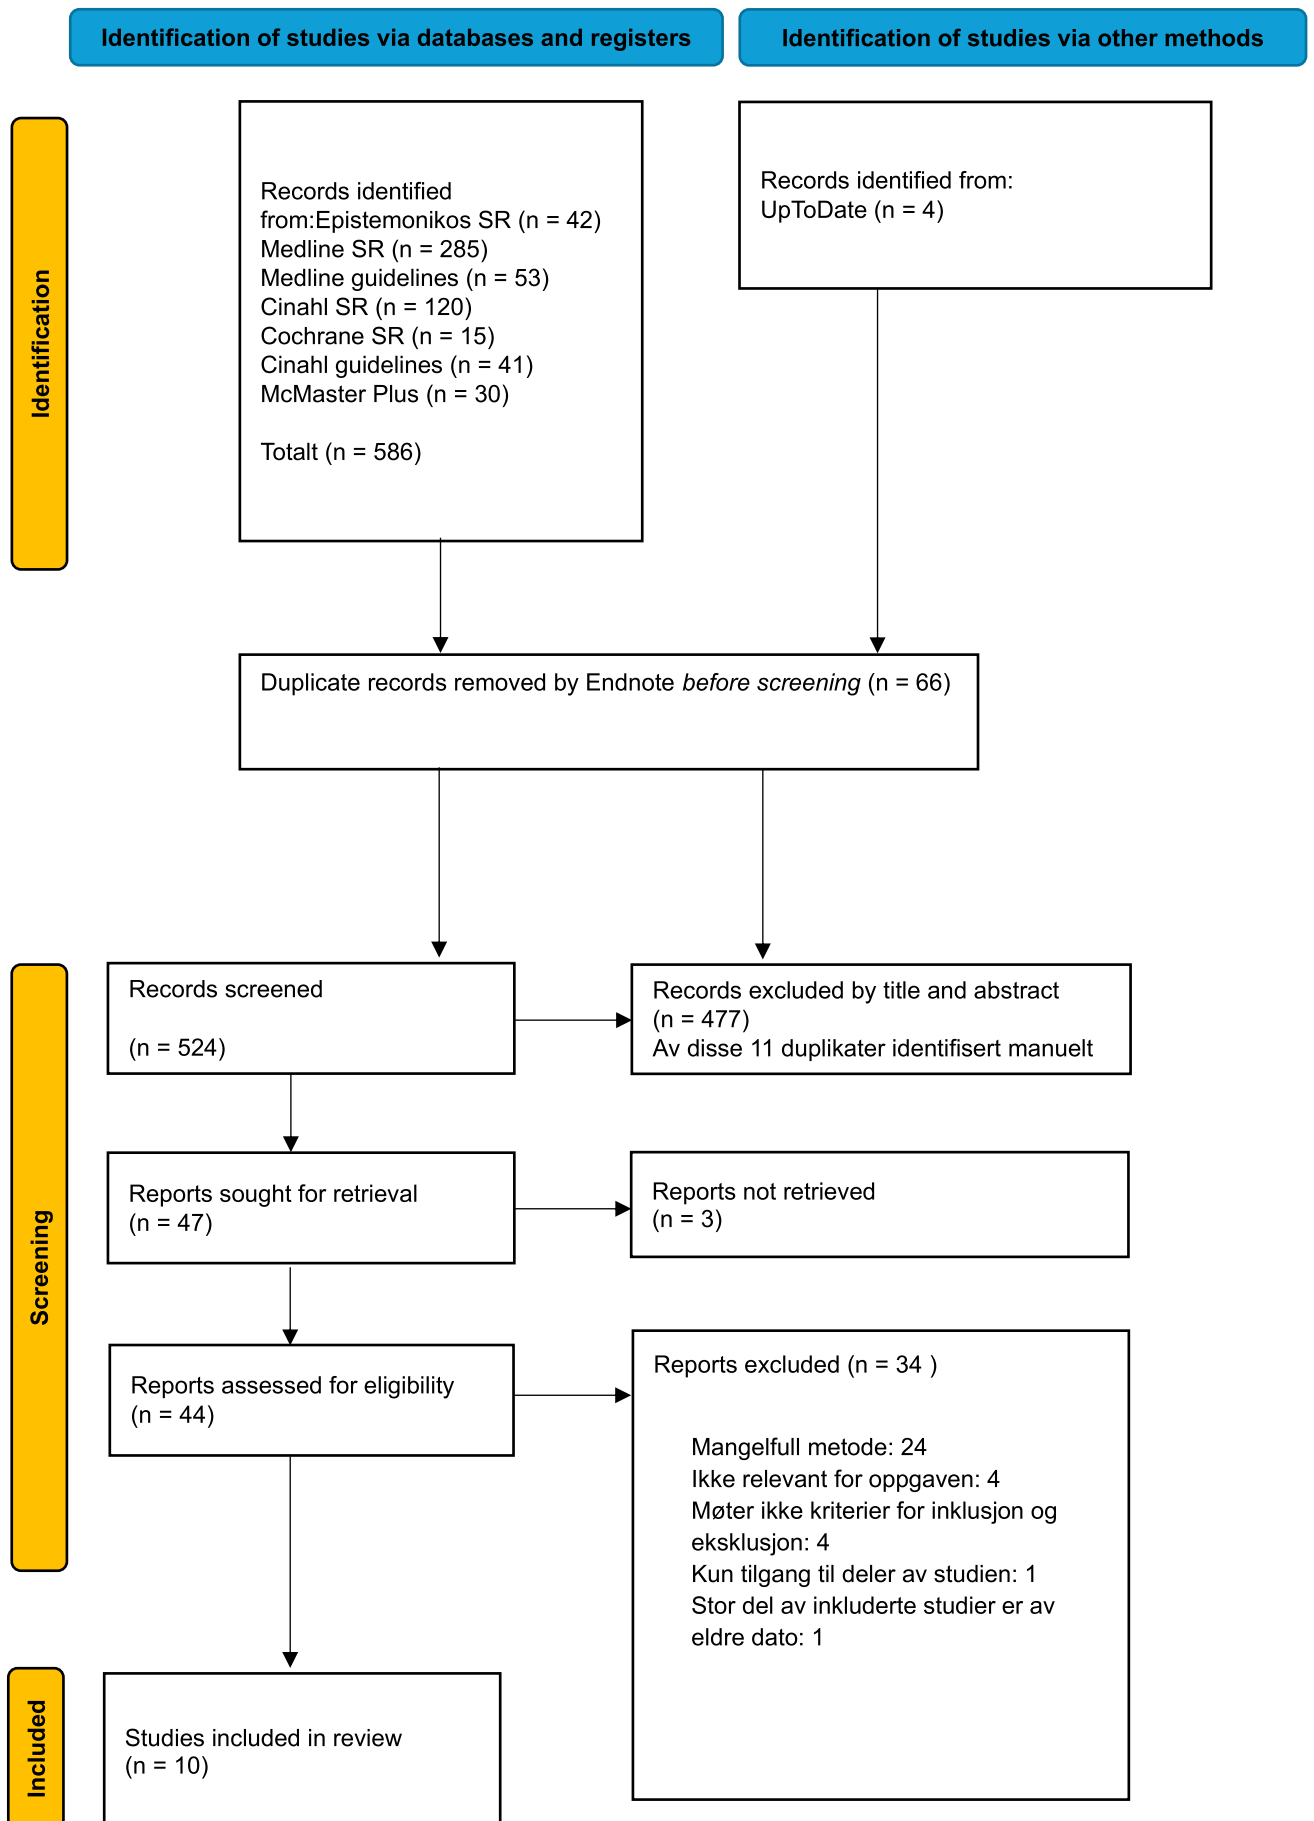 Identification of studies via databases and registers
Identification of studies via other methods
Identification
Records identified
from:Epistemonikos SR (n = 42)
Medline SR (n = 285)
Medline guidelines (n = 53)
Cinahl SR (n = 120)
Cochrane SR (n = 15)
Cinahl guidelines (n = 41)
McMaster Plus (n = 30)
Totalt (n = 586)
Records identified from:
UpToDate (n = 4)
Duplicate records removed by Endnote before screening (n = 66)
Screening
Records screened
(n = 524)
Records excluded by title and abstract
(n = 477)
Av disse 11 duplikater identifisert manuelt
Reports sought for retrieval
(n = 47)
Reports not retrieved
(n = 3)
Reports assessed for eligibility
(n = 44)
Reports excluded (n = 34 )
Mangelfull metode: 24
Ikke relevant for oppgaven: 4
Møter ikke kriterier for inklusjon og
eksklusjon: 4
Kun tilgang til deler av studien: 1
Stor del av inkluderte studier er av
eldre dato: 1
Included
Studies included in review
(n = 10)